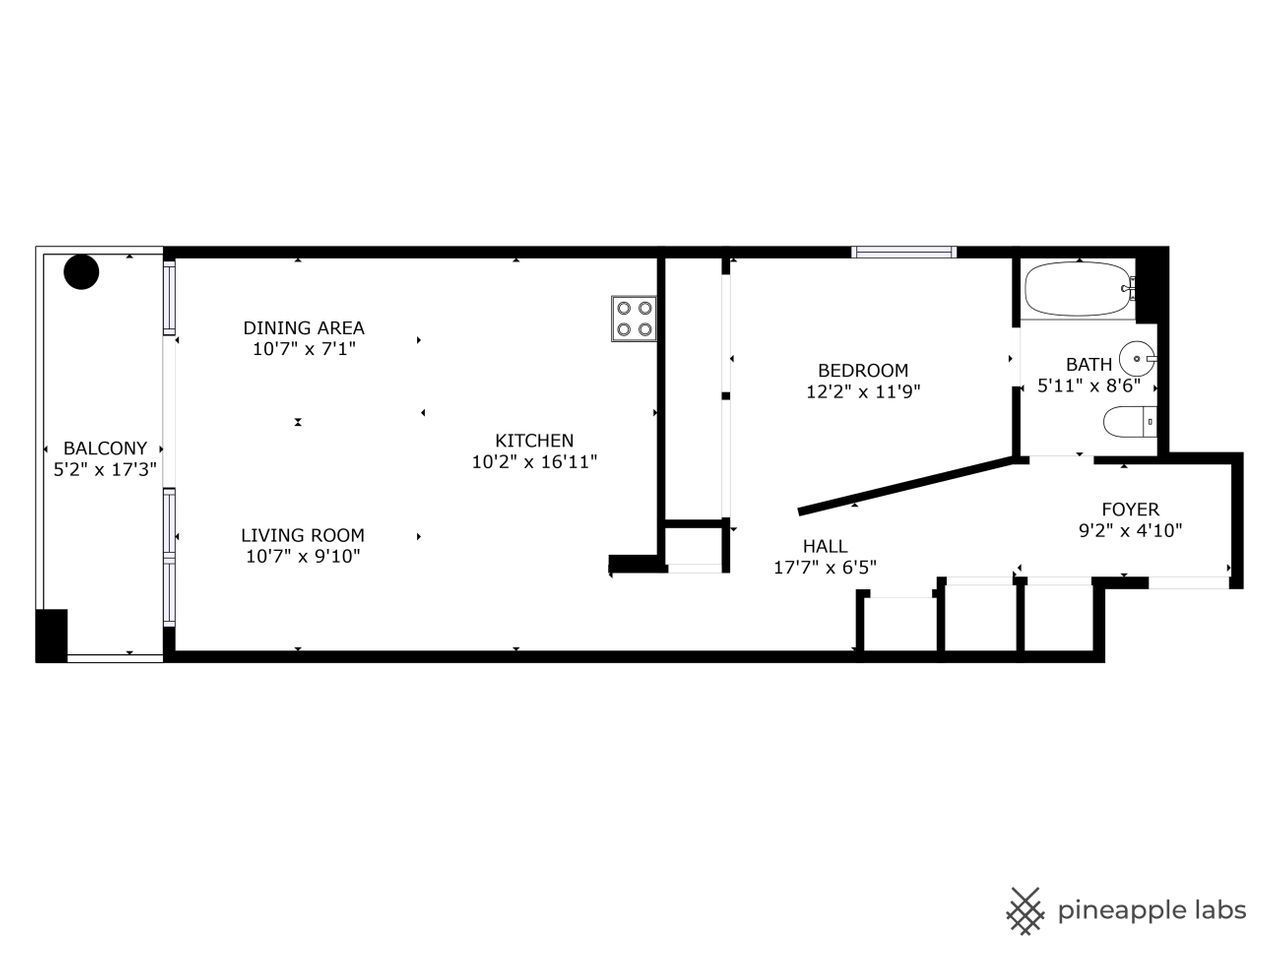 DINING AREA
10'7" x 7'1"
BALCONY
5'2" x 17'3"
LIVING ROOM
10'7" x 9'10"
KITCHEN
10'2" x 16'11"
BEDROOM
12'2" x 11'9"
BATH
5'11" x 8'6"
HALL
17'7" x 6'5"
FOYER
9'2" x 4'10"
pineapple labs